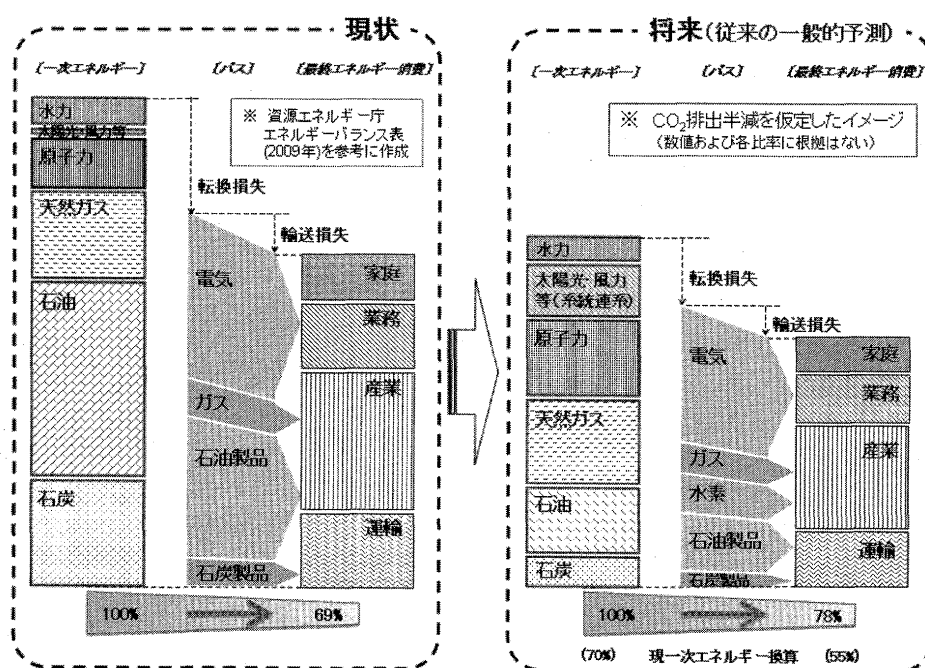 現状
[一次エネルギー] [パス] [最終エネルギー消費]
水力
太陽光・風力等
原子力
天然ガス
石油
石炭
※ 資源エネルギー庁
エネルギーバランス表
(2009年)を参考に作成
転換損失
輸送損失
電気
ガス
石油製品
石炭製品
家庭
業務
産業
運輸
100% 69%
将来(従来の一般的予測)
[一次エネルギー] [パス] [最終エネルギー消費]
※ CO₂排出半減を仮定したイメージ
(数値および各比率に根拠はない)
水力
太陽光・風力
等(系統連系)
原子力
天然ガス
石油
石炭
転換損失
輸送損失
電気
ガス
水素
石油製品
石炭製品
家庭
業務
産業
運輸
100% 78%
(70%) 現一次エネルギー換算 (55%)